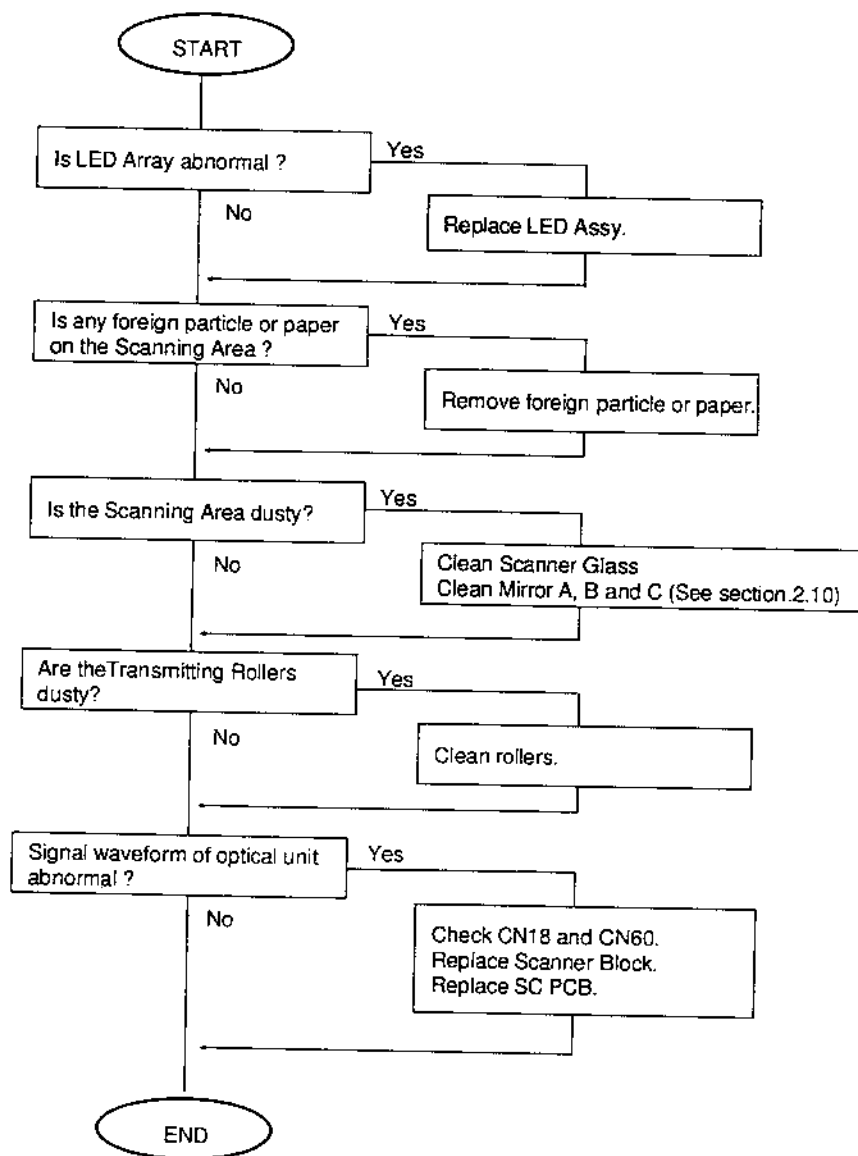 START
Is LED Array abnormal ?
Yes
No
Replace LED Assy.
Is any foreign particle or paper
on the Scanning Area ?
Yes
No
Remove foreign particle or paper.
Is the Scanning Area dusty?
Yes
No
Clean Scanner Glass
Clean Mirror A, B and C (See section.2.10)
Are theTransmitting Rollers
dusty?
Yes
No
Clean rollers.
Signal waveform of optical unit
abnormal ?
Yes
No
Check CN18 and CN60.
Replace Scanner Block.
Replace SC PCB.
END